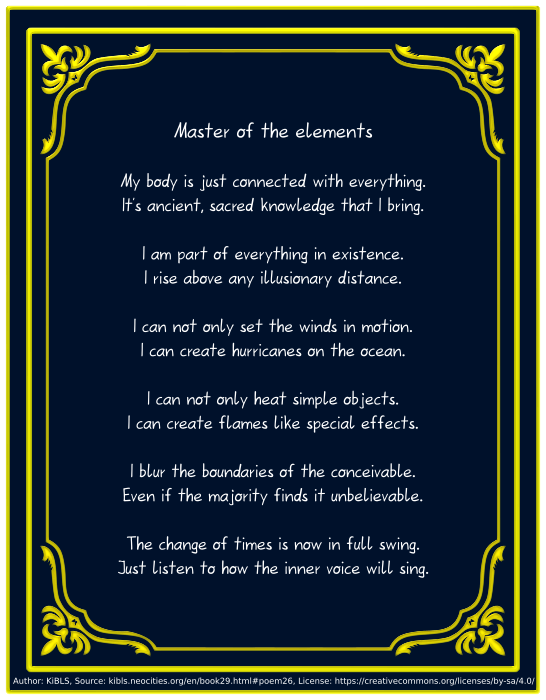 Master of the elements
My body is just connected with everything.
It's ancient, sacred knowledge that I bring.
I am part of everything in existence.
I rise above any illusionary distance.
I can not only set the winds in motion.
I can create hurricanes on the ocean.
I can not only heat simple objects.
I can create flames like special effects.
I blur the boundaries of the conceivable.
Even if the majority finds it unbelievable.
The change of times is now in full swing.
Just listen to how the inner voice will sing.
Author: KiBLS, Source: kibls.neocities.org/en/book29.html#poem26, License: https://creativecommons.org/licenses/by-sa/4.0/